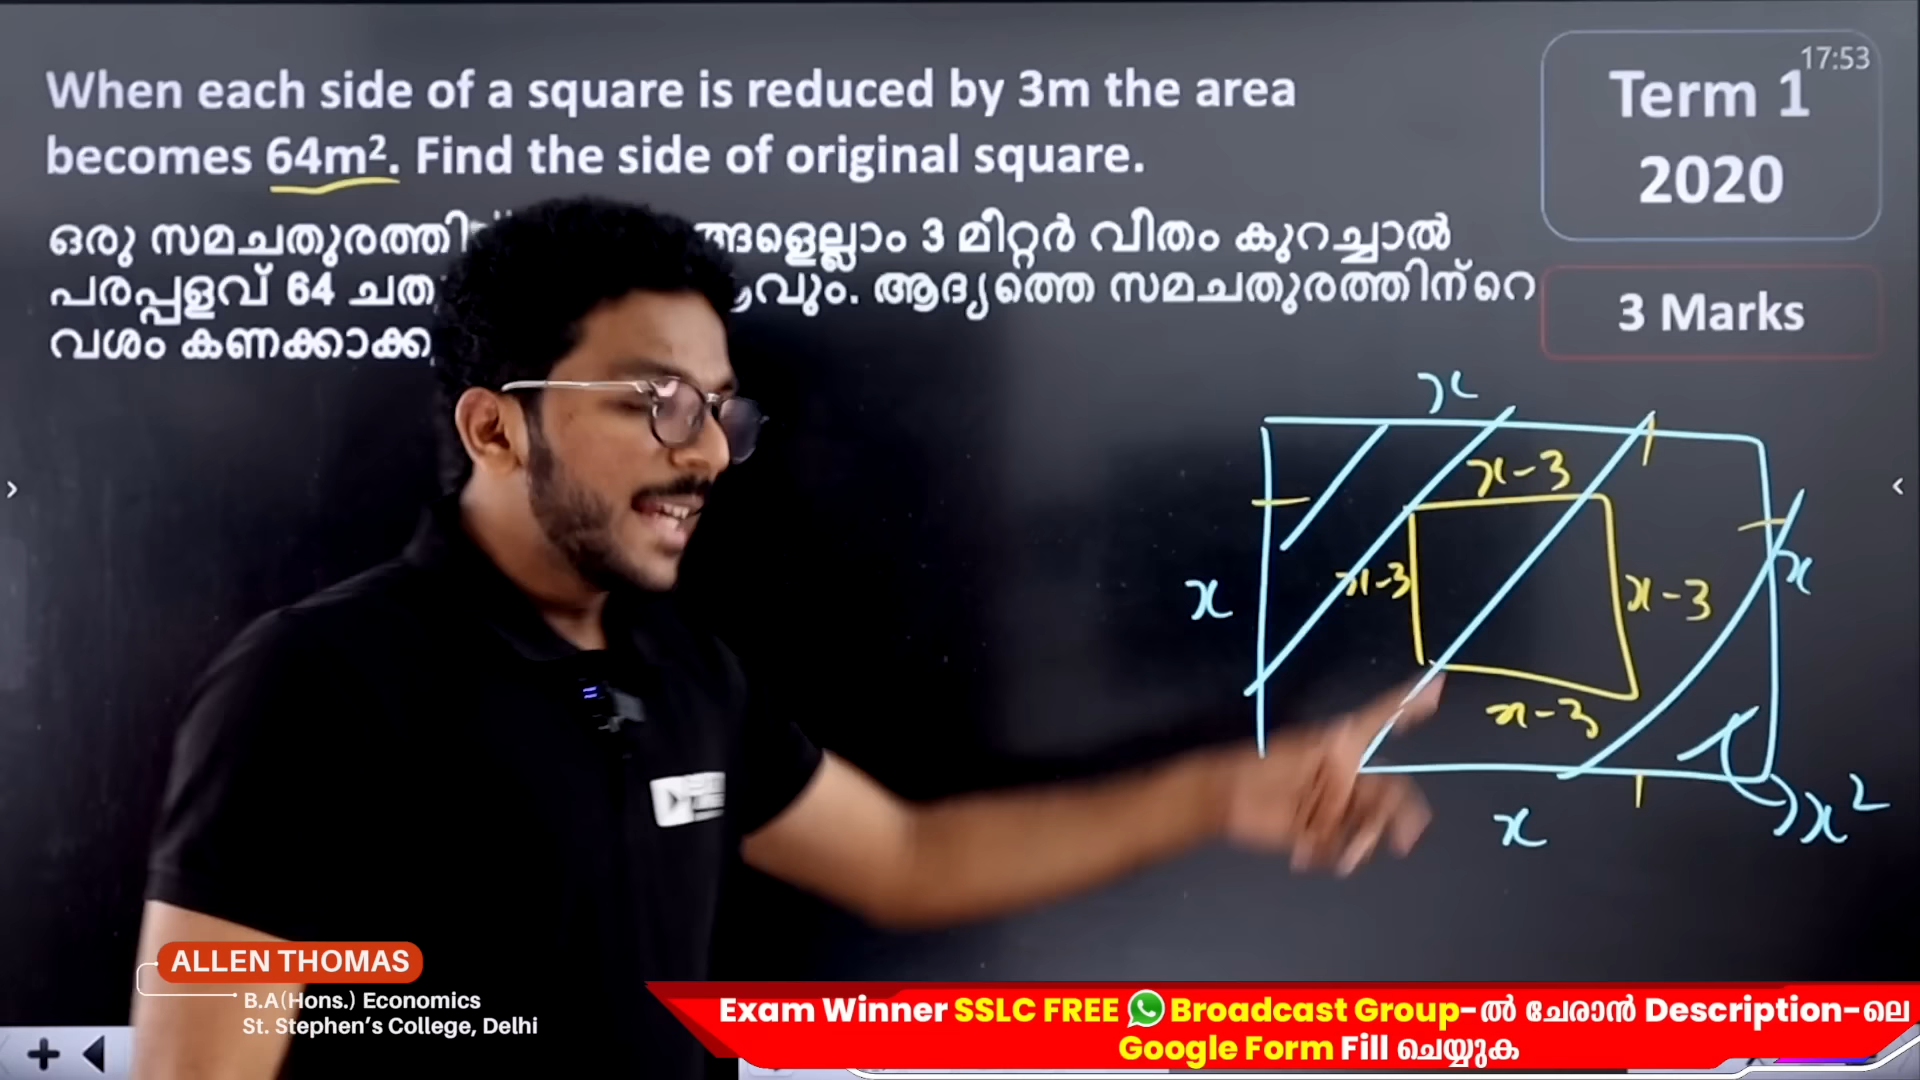 17:53
When each side of a square is reduced by 3m the area
becomes 64m². Find the side of original square.
Term 1
2020
3 Marks
ഒരു സമചതുരത്തി ങ്ങളെല്ലാം 3 മീറ്റർ വീതം കുറച്ചാൽ
പരപ്പളവ് 64 ചതു വും. ആദ്യത്തെ സമചതുരത്തിന്റെ
വശം കണക്കാക്ക
x
x-3
x
x-3
x-3
x
x-3
x
x²
ALLEN THOMAS
B.A(Hons.) Economics
St. Stephen's College, Delhi
Exam Winner SSLC FREE Broadcast Group-ൽ ചേരാൻ Description-ലെ
Google Form Fill ചെയ്യുക